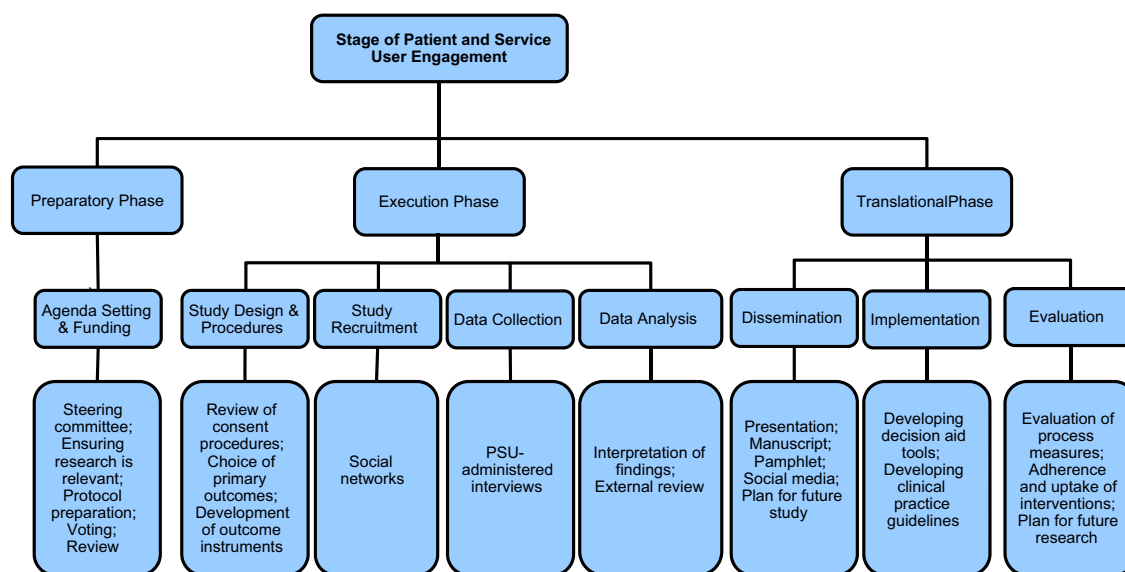 Stage of Patient and Service
User Engagement
Preparatory Phase
Execution Phase
TranslationalPhase
Agenda Setting
& Funding
Study Design &
Procedures
Study
Recruitment
Data Collection
Data Analysis
Dissemination
Implementation
Evaluation
Steering
committee;
Ensuring
research is
relevant;
Protocol
preparation;
Voting;
Review
Review of
consent
procedures;
Choice of
primary
outcomes;
Development
of outcome
instruments
Social
networks
PSU-
administered
interviews
Interpretation of
findings;
External review
Presentation;
Manuscript;
Pamphlet;
Social media;
Plan for future
study
Developing
decision aid
tools;
Developing
clinical
practice
guidelines
Evaluation of
process
measures;
Adherence
and uptake of
interventions;
Plan for future
research